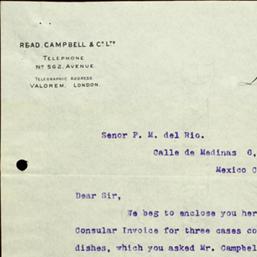 READ, CAMPBELL & Co. LTD
TELEPHONE
No 562, AVENUE.
TELEGRAPHIC ADDRESS
VALOREM, LONDON.
Senor P. M. del Rio.
Calle de Medinas 6,
Mexico C
Dear Sir,
We beg to enclose you her
Consular Invoice for three cases co
dishes, which you asked Mr. Campbel